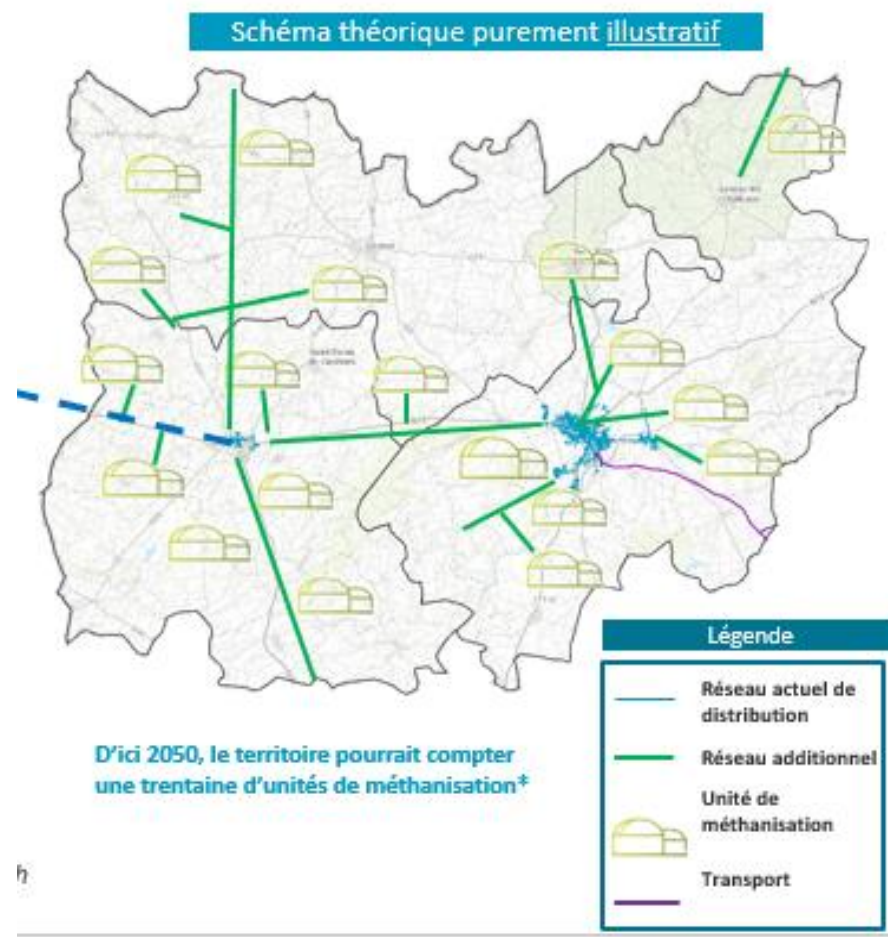 Schéma théorique purement illustratif
Légende
Réseau actuel de
distribution
Réseau additionnel
Unité de
méthanisation
Transport
D'ici 2050, le territoire pourrait compter
une trentaine d'unités de méthanisation*
h